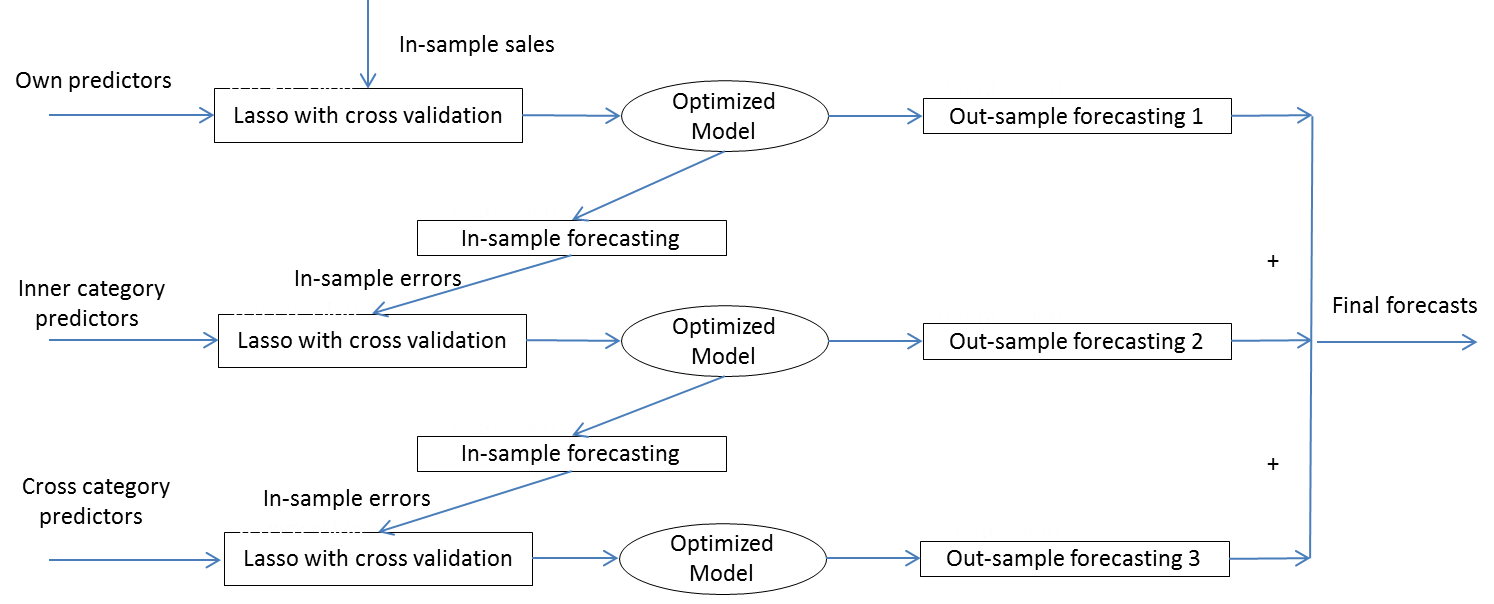 In-sample sales
Own predictors
Lasso with cross validation
Optimized
Model
Out-sample forecasting 1
In-sample forecasting
+
In-sample errors
Inner category
predictors
Lasso with cross validation
Optimized
Model
Out-sample forecasting 2
Final forecasts
In-sample forecasting
+
In-sample errors
Cross category
predictors
Lasso with cross validation
Optimized
Model
Out-sample forecasting 3